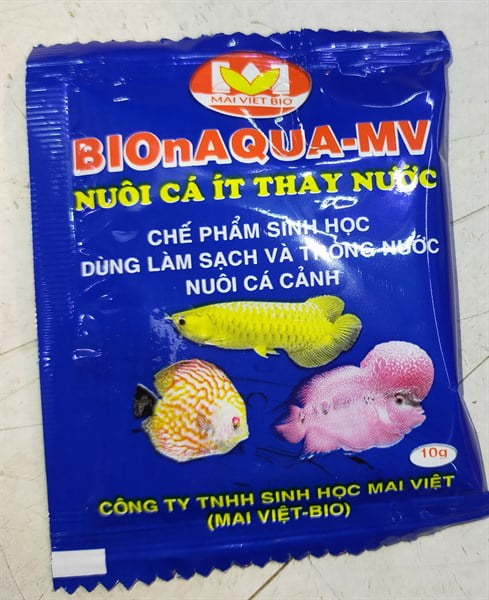 MAI VIỆT BIO
BIOnAQUA-MV
NUÔI CÁ ÍT THAY NƯỚC
CHẾ PHẨM SINH HỌC
DÙNG LÀM SẠCH VÀ TRONG NƯỚC
NUÔI CÁ CẢNH
10g
CÔNG TY TNHH SINH HỌC MAI VIỆT
(MAI VIỆT-BIO)